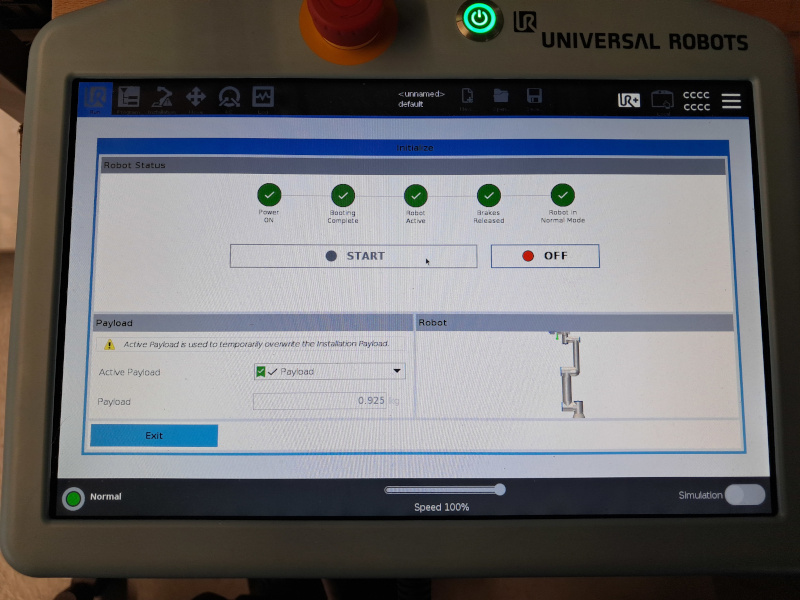 UR UNIVERSAL ROBOTS
<unnamed>
default
UR+
CCCC
CCCC
Initialize
Robot Status
Power
ON
Booting
Complete
Robot
Active
Brakes
Released
Robot in
Normal Mode
START
OFF
Payload
Robot
Active Payload is used to temporarily overwrite the Installation Payload.
Active Payload
Payload
Payload
0.925 kg
Exit
Normal
Speed 100%
Simulation